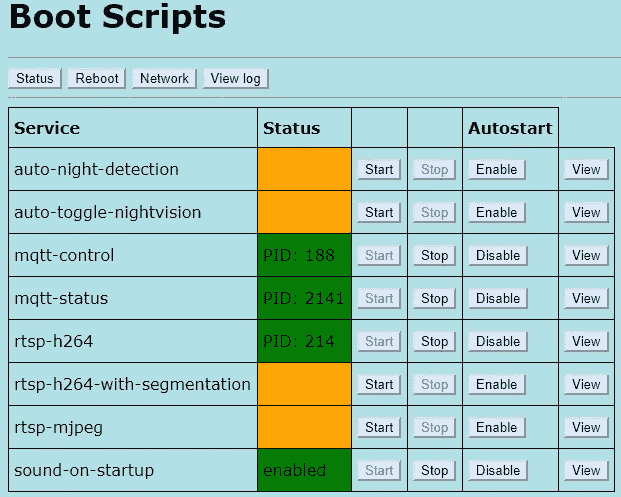 Boot Scripts
Status Reboot Network View log
Service Status Autostart
auto-night-detection Start Stop Enable View
auto-toggle-nightvision Start Stop Enable View
mqtt-control PID: 188 Start Stop Disable View
mqtt-status PID: 2141 Start Stop Disable View
rtsp-h264 PID: 214 Start Stop Disable View
rtsp-h264-with-segmentation Start Stop Enable View
rtsp-mjpeg Start Stop Enable View
sound-on-startup enabled Start Stop Disable View